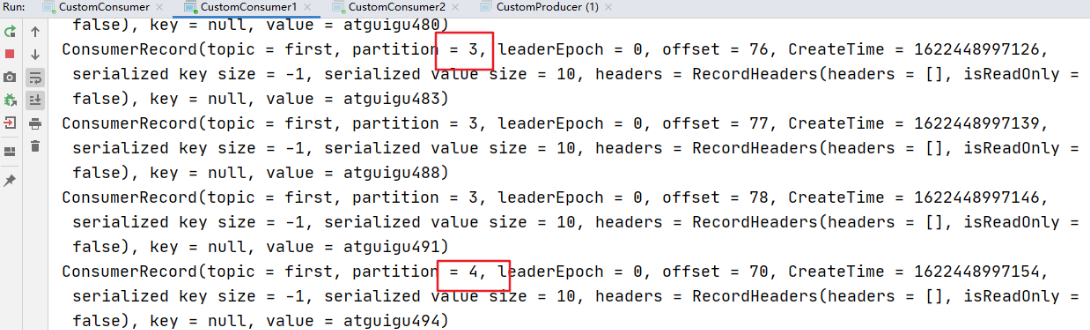 Run: CustomConsumer × CustomConsumer1 × CustomConsumer2 × CustomProducer (1) ×
false), key = null, value = atguigu480)
ConsumerRecord(topic = first, partition = 3, leaderEpoch = 0, offset = 76, CreateTime = 1622448997126,
serialized key size = -1, serialized value size = 10, headers = RecordHeaders(headers = [], isReadOnly =
false), key = null, value = atguigu483)
ConsumerRecord(topic = first, partition = 3, leaderEpoch = 0, offset = 77, CreateTime = 1622448997139,
serialized key size = -1, serialized value size = 10, headers = RecordHeaders(headers = [], isReadOnly =
false), key = null, value = atguigu488)
ConsumerRecord(topic = first, partition = 3, leaderEpoch = 0, offset = 78, CreateTime = 1622448997146,
serialized key size = -1, serialized value size = 10, headers = RecordHeaders(headers = [], isReadOnly =
false), key = null, value = atguigu491)
ConsumerRecord(topic = first, partition = 4, leaderEpoch = 0, offset = 70, CreateTime = 1622448997154,
serialized key size = -1, serialized value size = 10, headers = RecordHeaders(headers = [], isReadOnly =
false), key = null, value = atguigu494)